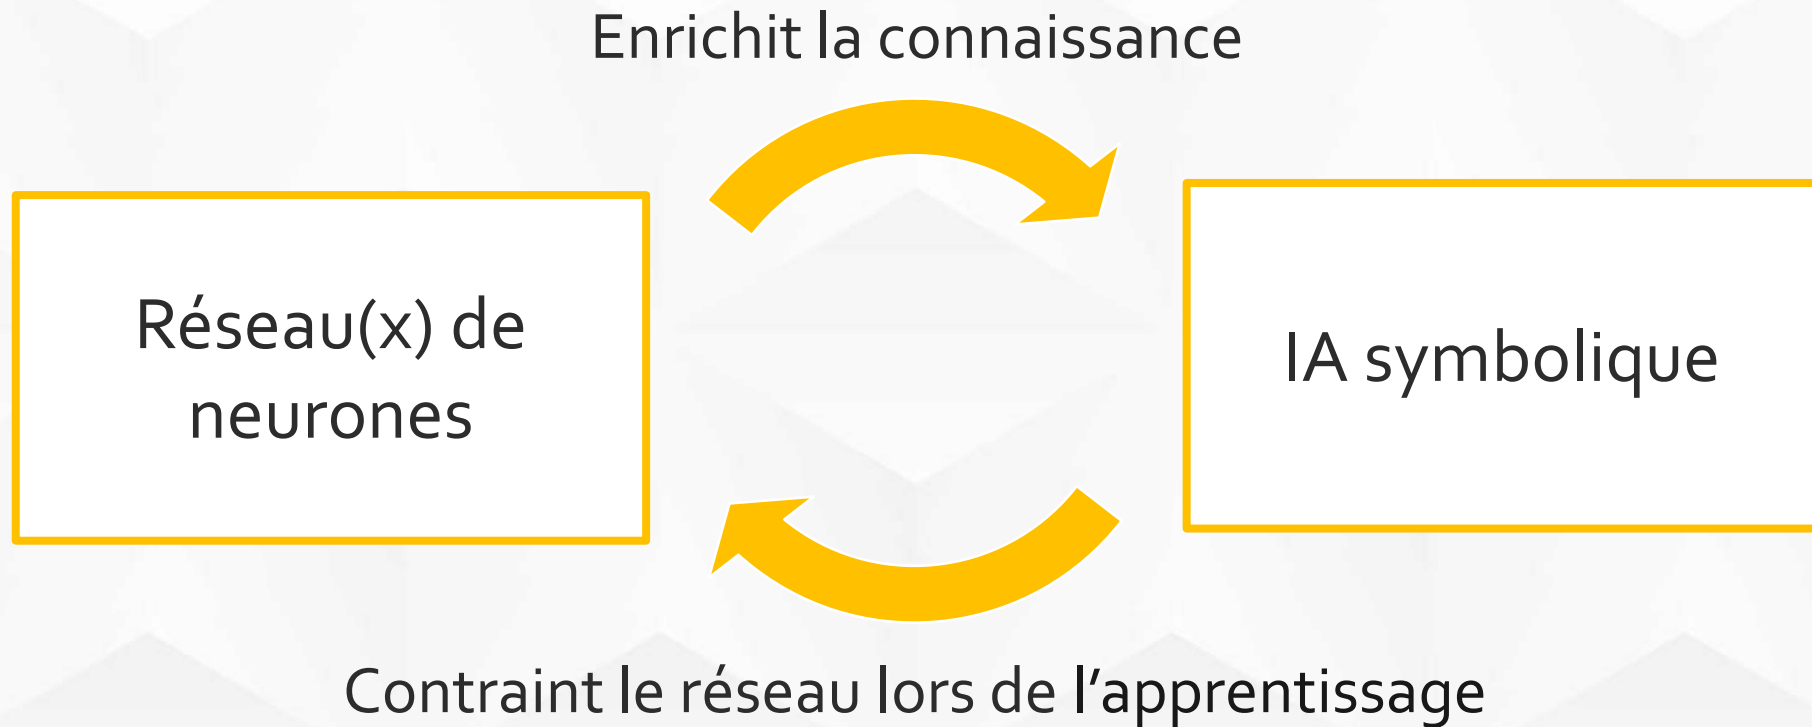 Enrichit la connaissance
Réseau(x) de
neurones
IA symbolique
Contraint le réseau lors de l’apprentissage